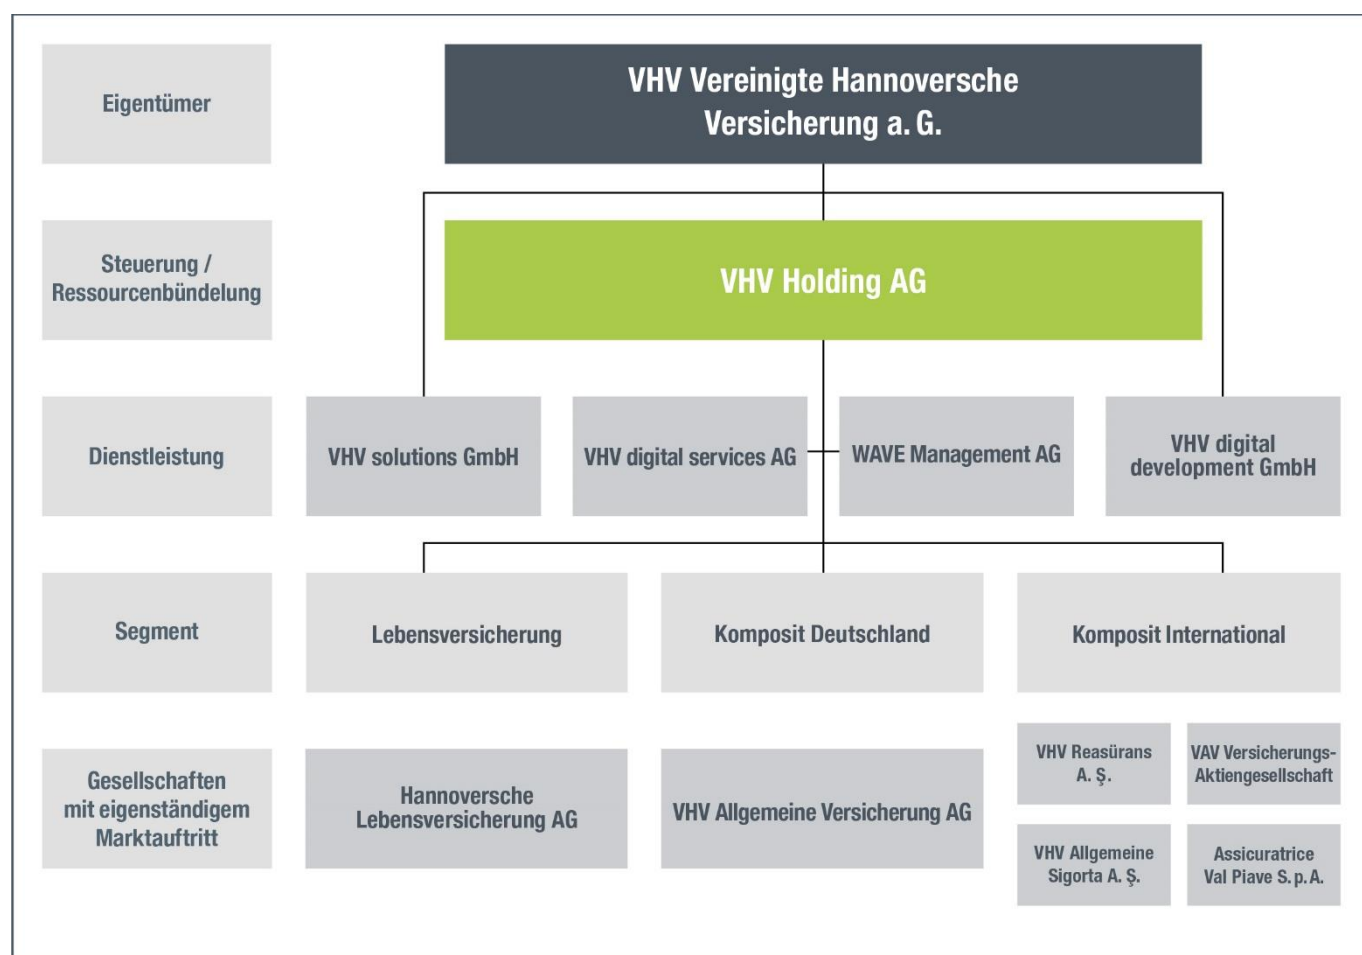 Eigentümer
VHV Vereinigte Hannoversche
Versicherung a. G.
Steuerung /
Ressourcenbündelung
VHV Holding AG
Dienstleistung
VHV solutions GmbH
VHV digital services AG
WAVE Management AG
VHV digital
development GmbH
Segment
Lebensversicherung
Komposit Deutschland
Komposit International
Gesellschaften
mit eigenständigem
Marktauftritt
Hannoversche
Lebensversicherung AG
VHV Allgemeine Versicherung AG
VHV Reasürans
A. Ş.
VAV Versicherungs-
Aktiengesellschaft
VHV Allgemeine
Sigorta A. Ş.
Assicuratrice
Val Piave S. p. A.